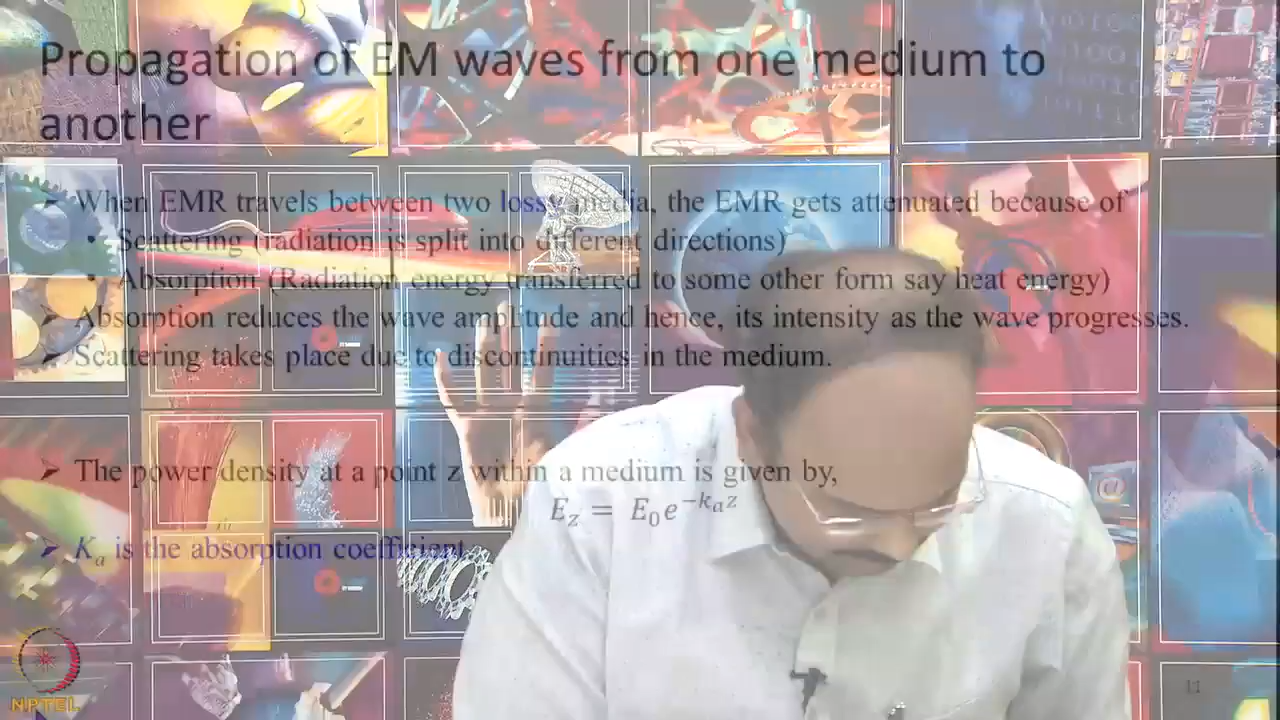 Propagation of EM waves from one medium to
another
➢ When EMR travels between two lossy media, the EMR gets attenuated because of
• Scattering (radiation is split into different directions)
• Absorption (Radiation energy transferred to some other form say heat energy)
➢ Absorption reduces the wave amplitude and hence, its intensity as the wave progresses.
➢ Scattering takes place due to discontinuities in the medium.
➢ The power density at a point z within a medium is given by,
E_z = E_0e^{-k_a z}
➢ K_a is the absorption coefficient
NPTEL
11